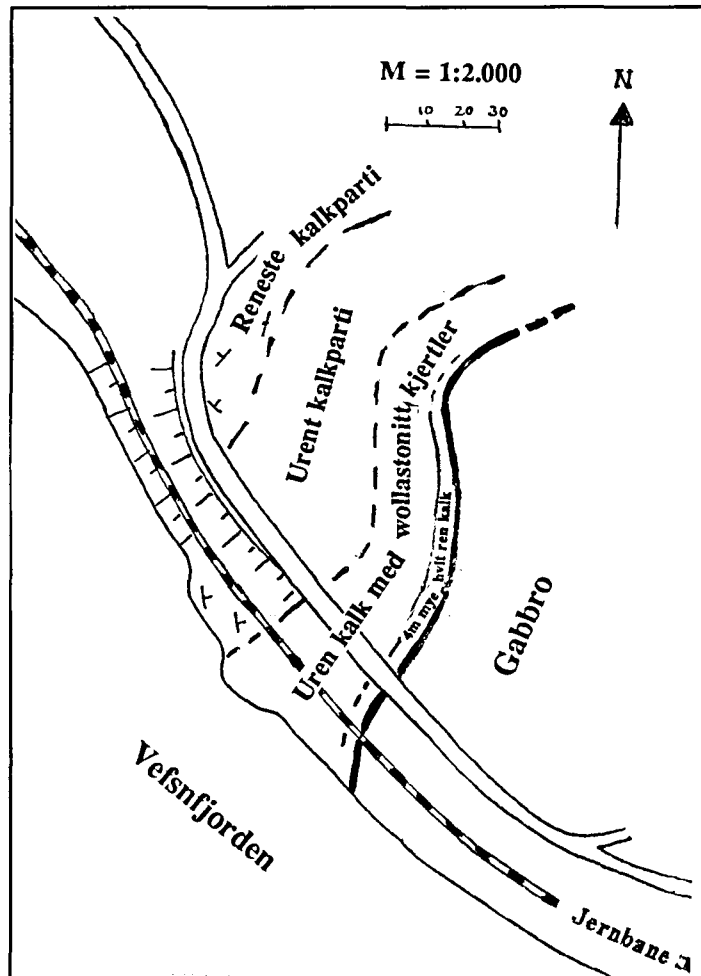 M = 1:2.000
10 20 30
N
Reneste kalkparti
Urent kalkparti
Uren kalk med wollastonitt kjertler
4m mye hvit ren kalk
Gabbro
Vefsnfjorden
Jernbane